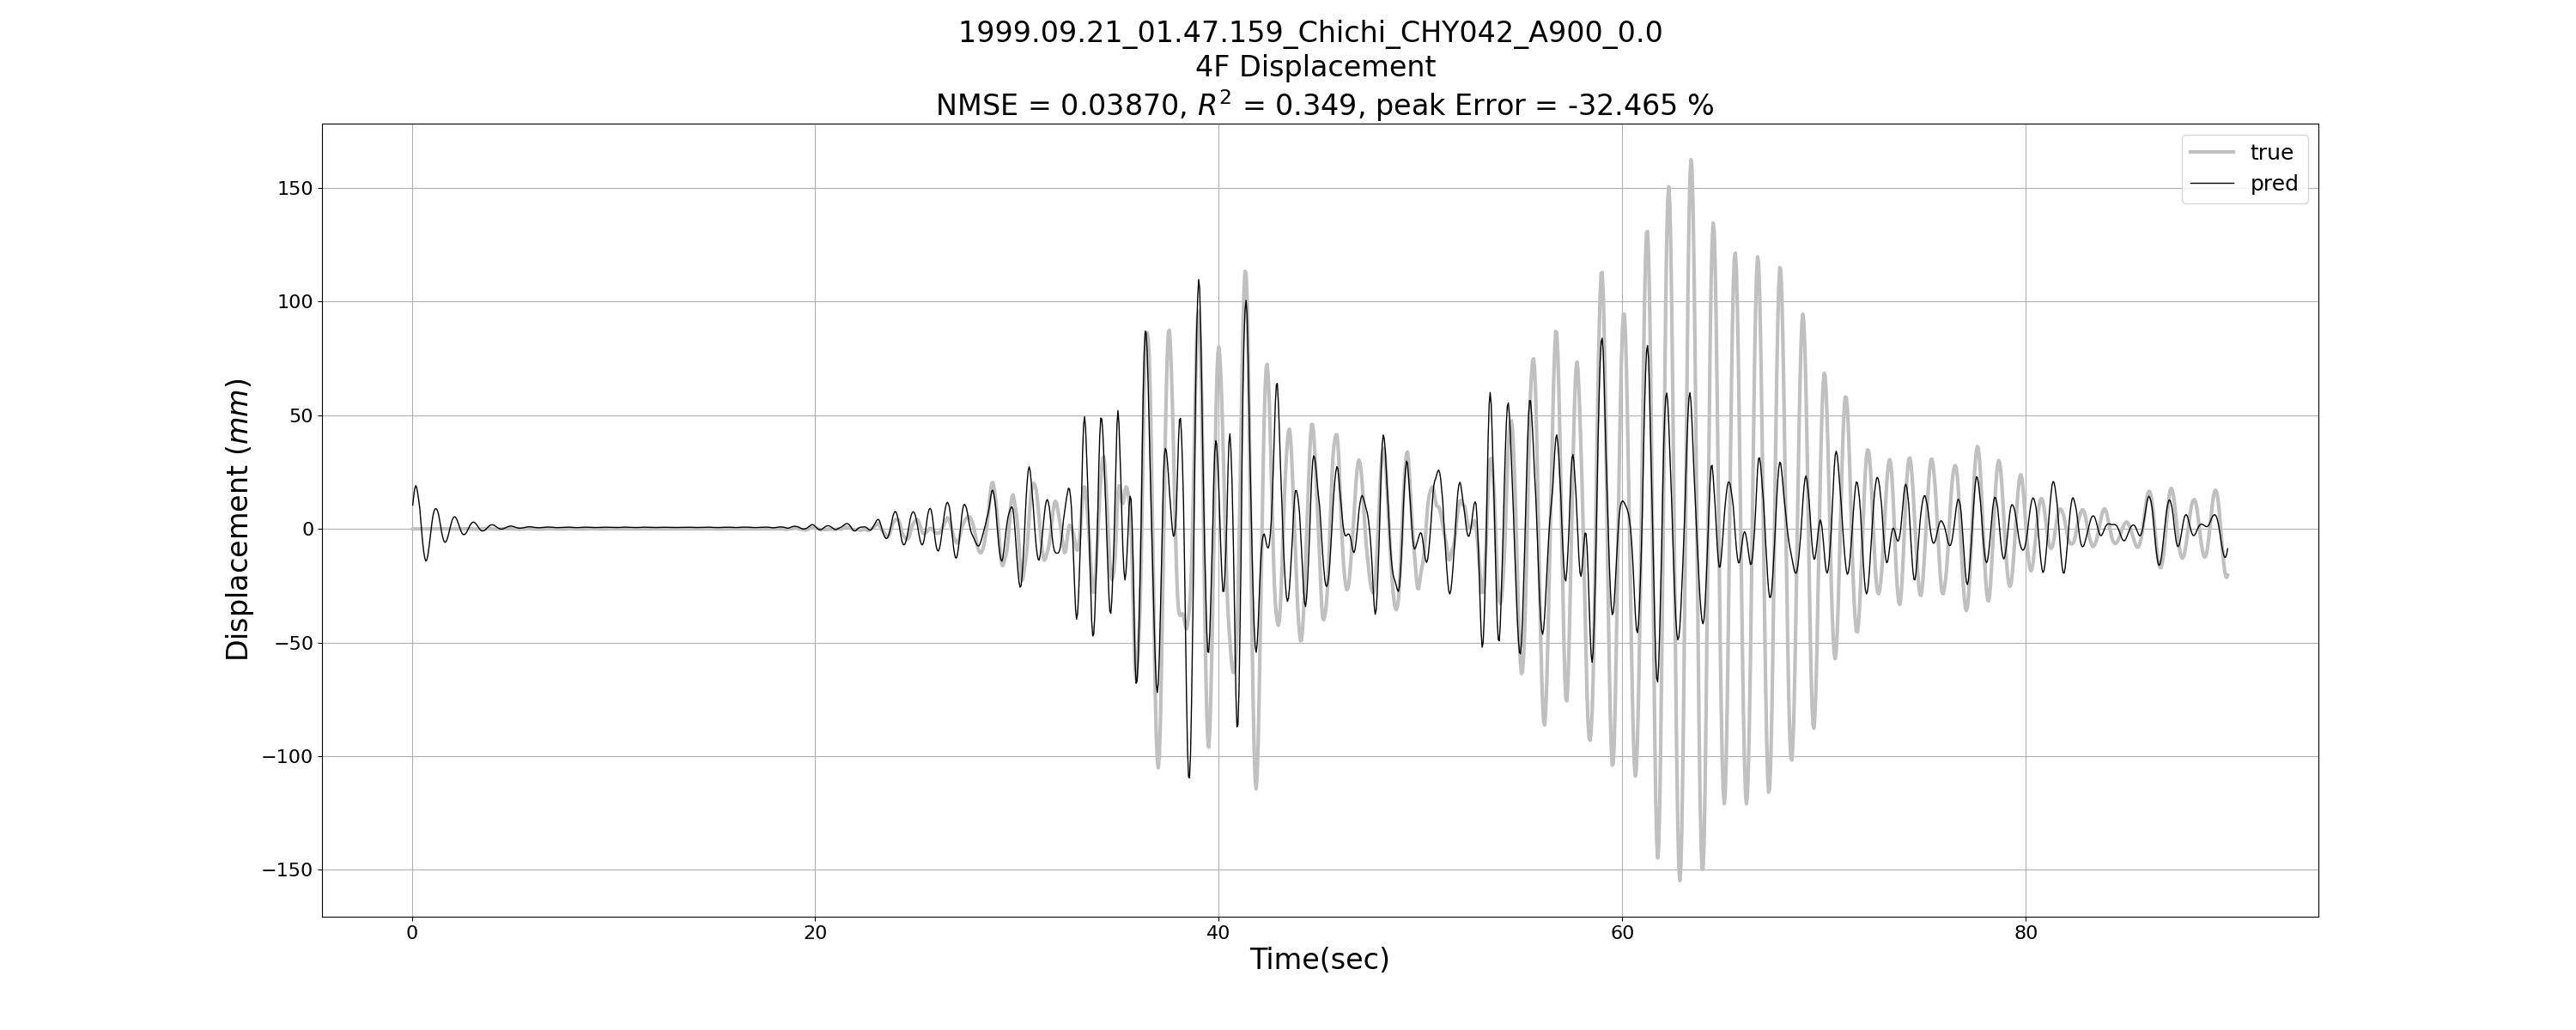 1999.09.21_01.47.159_Chichi_CHY042_A900_0.0
4F Displacement
NMSE = 0.03870, R² = 0.349, peak Error = -32.465 %
true
pred
Displacement (mm)
150
100
50
0
−50
−100
−150
0 20 40 60 80
Time(sec)